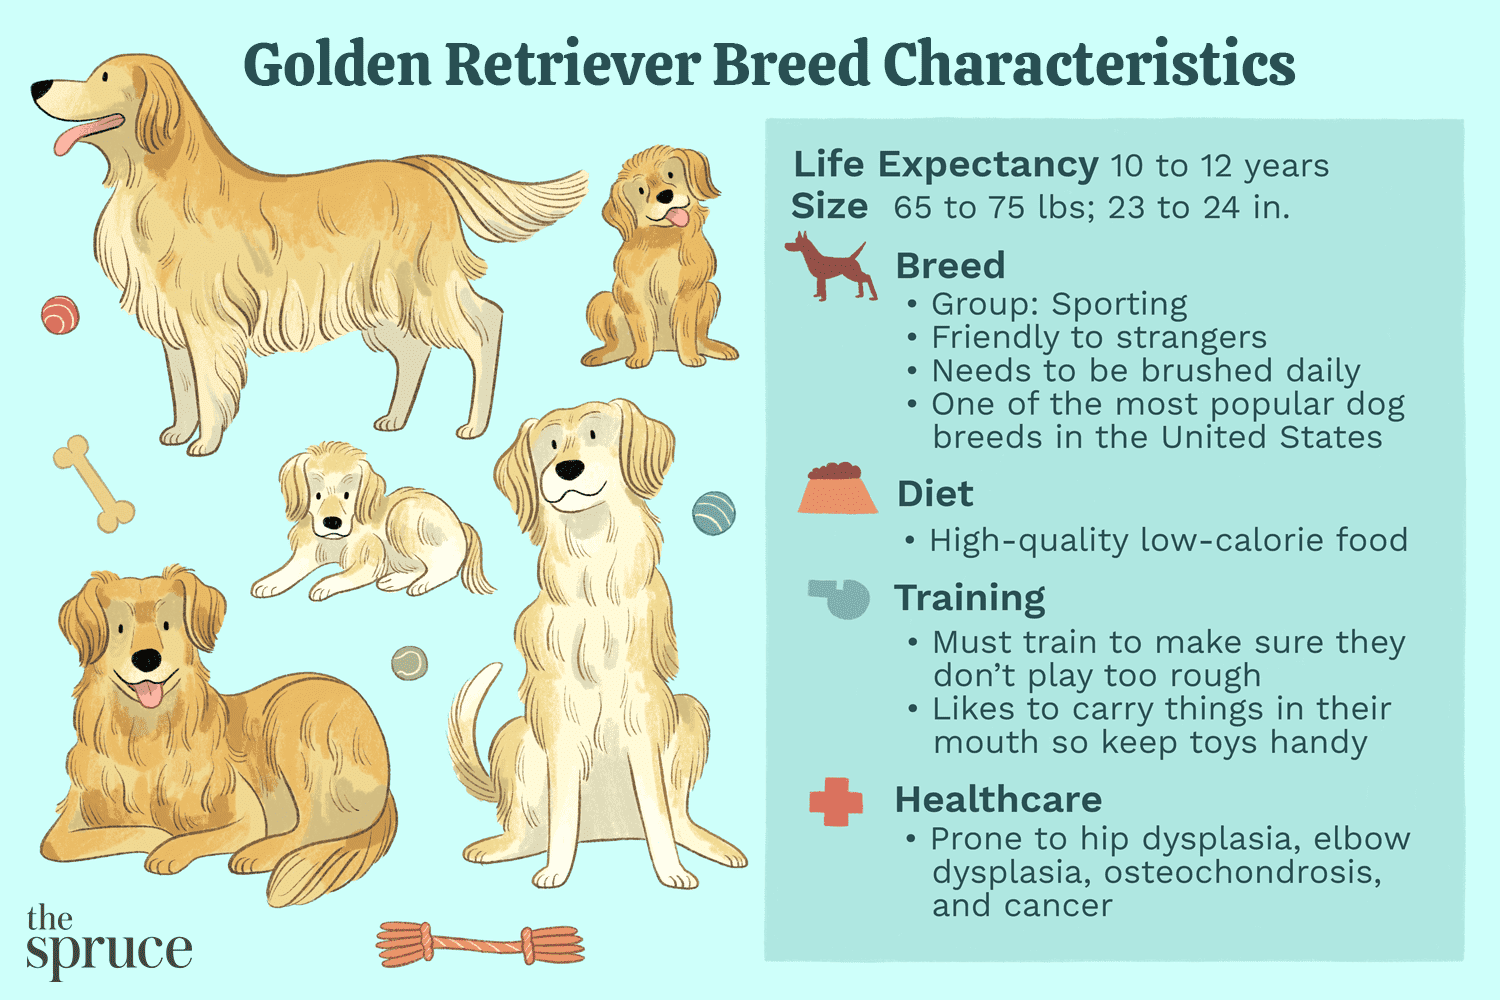 Golden Retriever Breed Characteristics
Life Expectancy 10 to 12 years
Size 65 to 75 lbs; 23 to 24 in.
Breed
• Group: Sporting
• Friendly to strangers
• Needs to be brushed daily
• One of the most popular dog
breeds in the United States
Diet
• High-quality low-calorie food
Training
• Must train to make sure they
don’t play too rough
• Likes to carry things in their
mouth so keep toys handy
Healthcare
• Prone to hip dysplasia, elbow
dysplasia, osteochondrosis,
and cancer
the
spruce